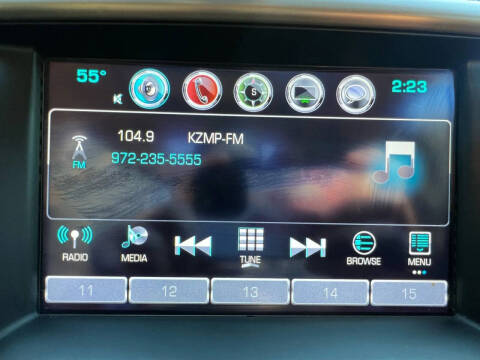 55° S 2:23
104.9 KZMP-FM
FM 972-235-5555
RADIO MEDIA TUNE BROWSE MENU
11 12 13 14 15